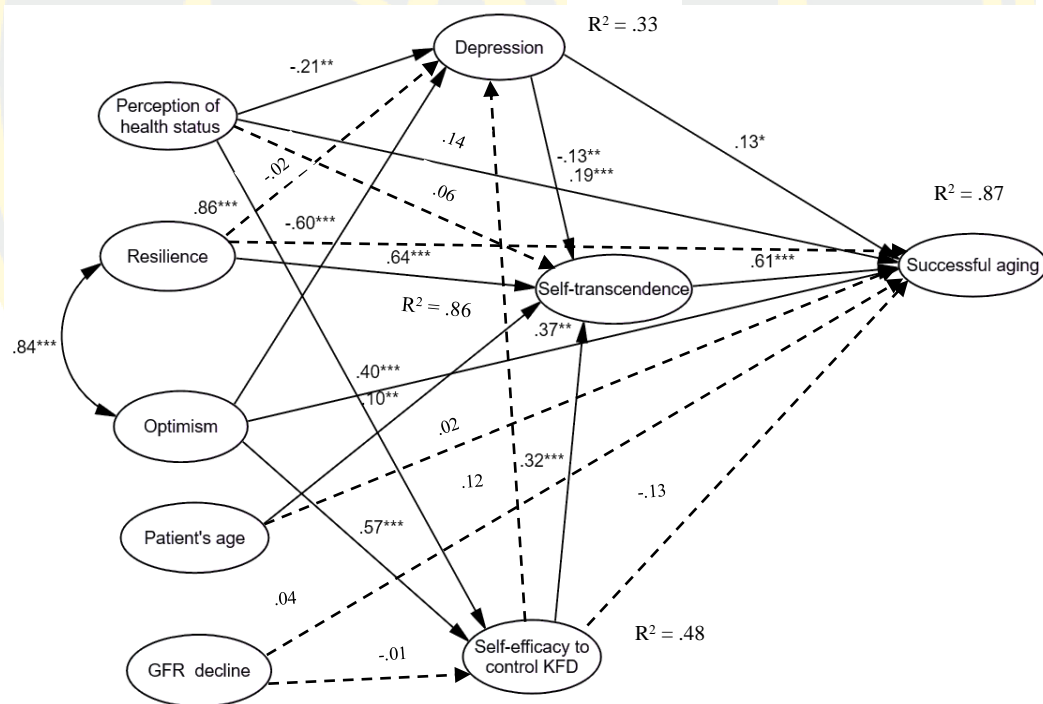 R² = .33
Depression
-.21**
Perception of
health status
.14
-.13**
.19***
.13*
-.02
.06
R² = .87
.86***
-.60***
Resilience
.64***
.61***
Successful aging
Self-transcendence
R² = .86
.37**
.84***
.40***
.10**
Optimism
.02
.32***
.12
-.13
.57***
Patient's age
.04
R² = .48
Self-efficacy to
control KFD
-.01
GFR decline